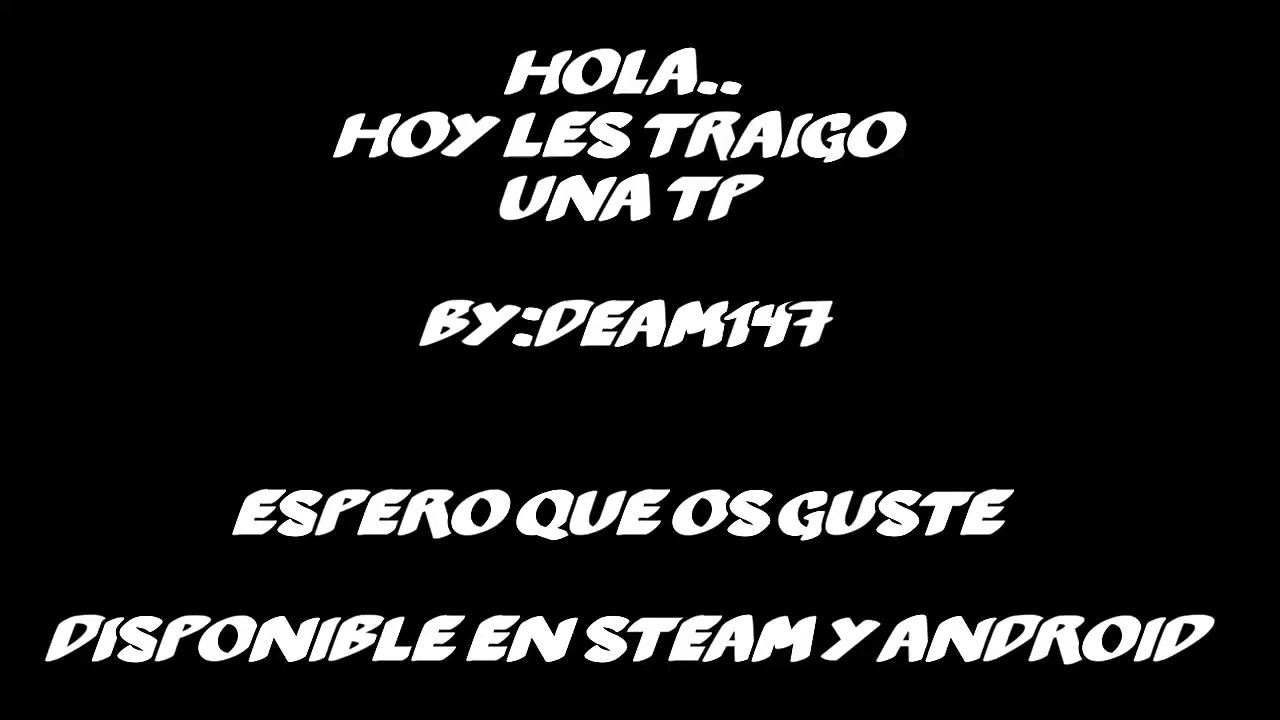 HOLA..
HOY LES TRAIGO
UNA TP
BY:DEAM147
ESPERO QUE OS GUSTE
DISPONIBLE EN STEAM Y ANDROID